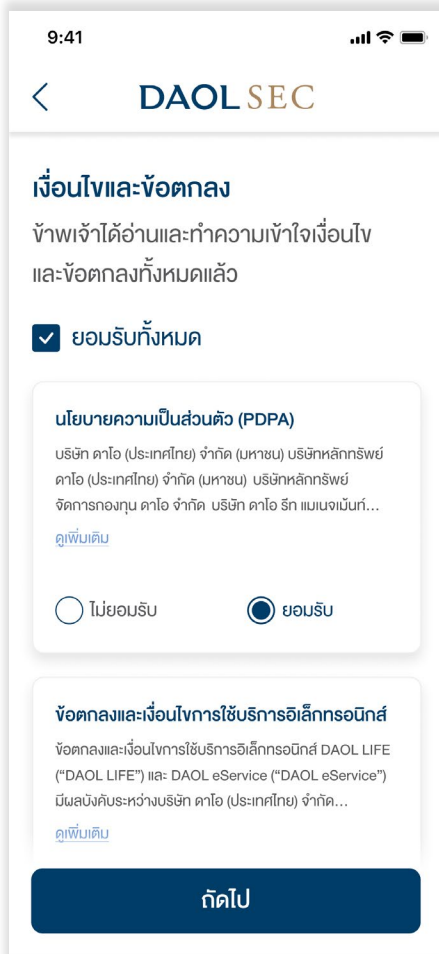 9:41
DAOL SEC
เงื่อนไขและข้อตกลง
ข้าพเจ้าได้อ่านและทำความเข้าใจเงื่อนไข
และข้อตกลงทั้งหมดแล้ว
ยอมรับทั้งหมด
นโยบายความเป็นส่วนตัว (PDPA)
บริษัท ดาโอ (ประเทศไทย) จำกัด (มหาชน) บริษัทหลักทรัพย์
ดาโอ (ประเทศไทย) จำกัด (มหาชน) บริษัทหลักทรัพย์
จัดการกองทุน ดาโอ จำกัด บริษัท ดาโอ รีท แมเนจเม้นท์...
ดูเพิ่มเติม
ไม่ยอมรับ
ยอมรับ
ข้อตกลงและเงื่อนไขการใช้บริการอิเล็กทรอนิกส์
ข้อตกลงและเงื่อนไขการใช้บริการอิเล็กทรอนิกส์ DAOL LIFE
(“DAOL LIFE”) และ DAOL eService (“DAOL eService”)
มีผลบังคับระหว่างบริษัท ดาโอ (ประเทศไทย) จำกัด...
ดูเพิ่มเติม
ถัดไป